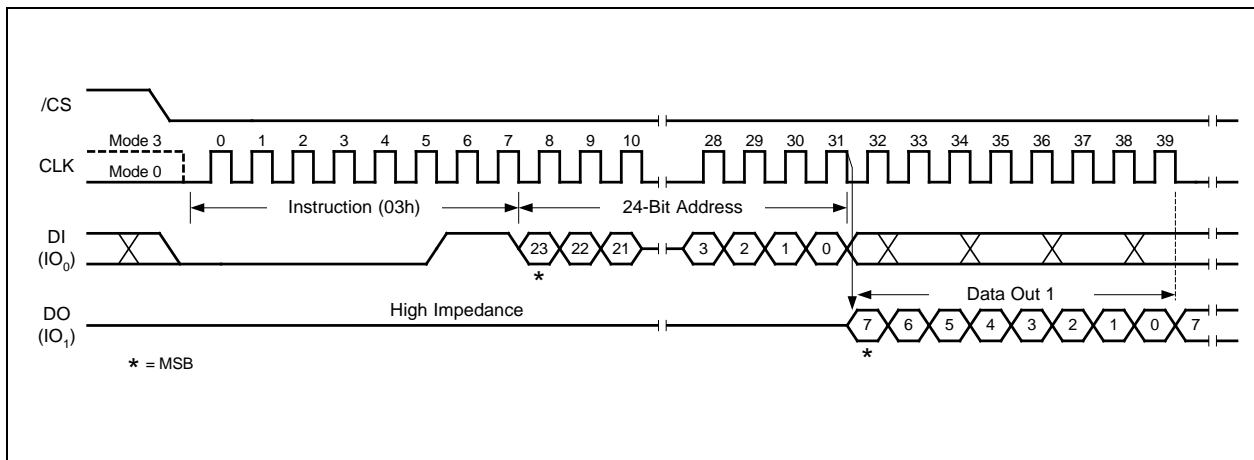 /CS
Mode 3 0 1 2 3 4 5 6 7 8 9 10 28 29 30 31 32 33 34 35 36 37 38 39
CLK Mode 0
Instruction (03h) 24-Bit Address
DI
(IO0) 23 22 21 3 2 1 0
*
High Impedance Data Out 1
DO
(IO1) 7 6 5 4 3 2 1 0 7
*
* = MSB